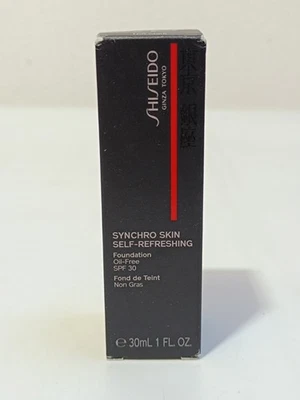 SHISEIDO
GINZA TOKYO
SYNCHRO SKIN
SELF-REFRESHING
Foundation
Oil-Free
SPF 30
Fond de Teint
Non Gras
℮ 30mL 1 FL. OZ.